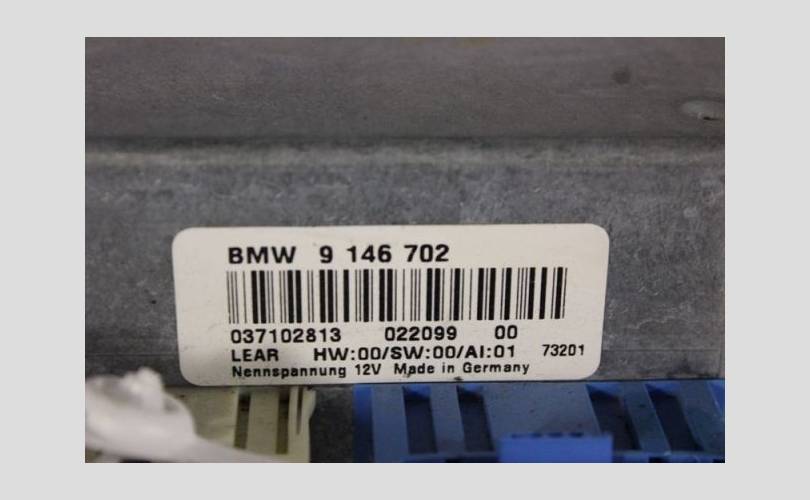 BMW 9 146 702
037102813 022099 00
LEAR HW:00/SW:00/AI:01 73201
Nennspannung 12V Made in Germany